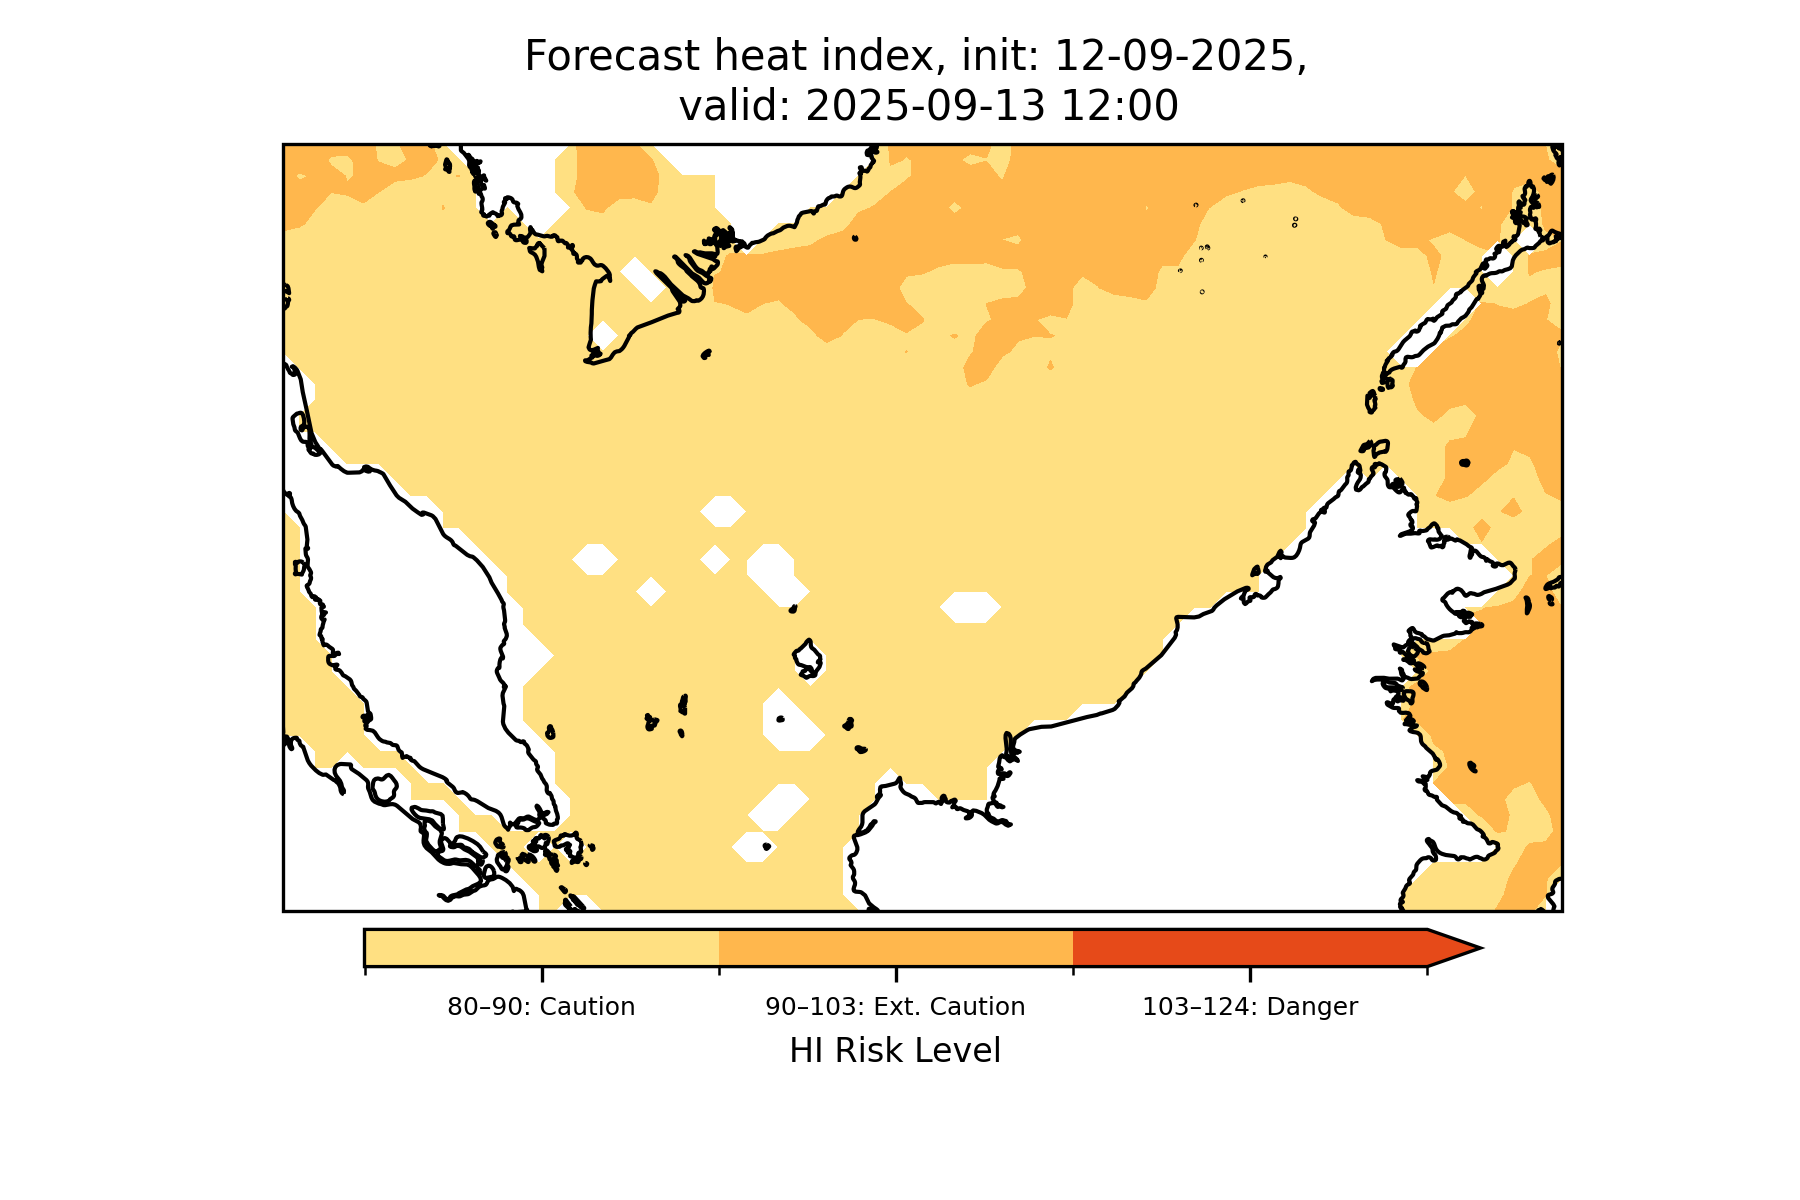 Forecast heat index, init: 12-09-2025,
valid: 2025-09-13 12:00
80–90: Caution
90–103: Ext. Caution
103–124: Danger
HI Risk Level